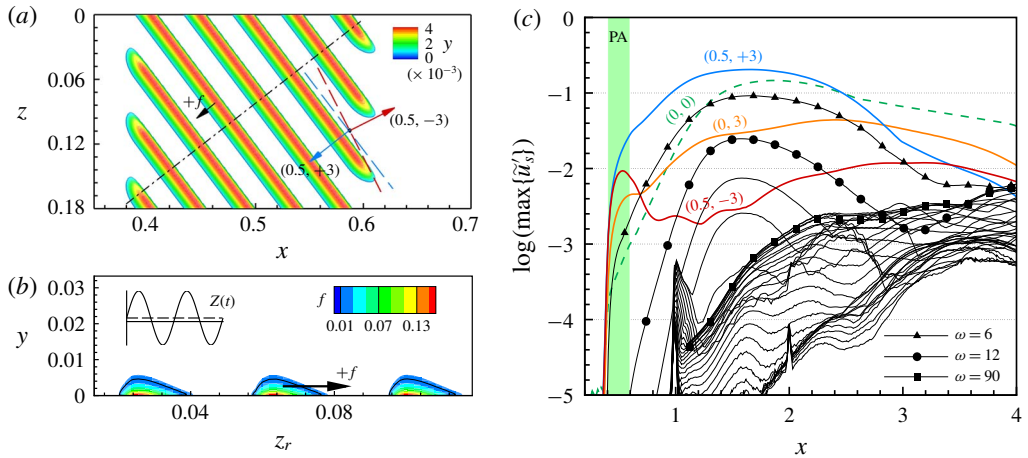 (a)
0
0.06
0.12
0.18
z
0.4
0.5
0.6
0.7
x
4
2
0
y
(× 10⁻³)
+f
(0.5, −3)
(0.5, +3)
(b)
0.03
0.02
0.01
0
y
Z(t)
f
0.01
0.07
0.13
+f
0.04
0.08
z_r
(c)
0
−1
−2
−3
−4
−5
log(max{ũ′_s})
PA
(0.5, +3)
(0, 0)
(0, 3)
(0.5, −3)
ω = 6
ω = 12
ω = 90
1
2
3
4
x